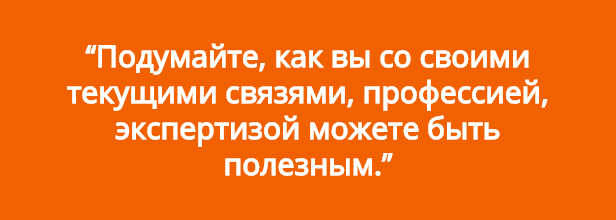 “Подумайте, как вы со своими
текущими связями, профессией,
экспертизой можете быть
полезным.”